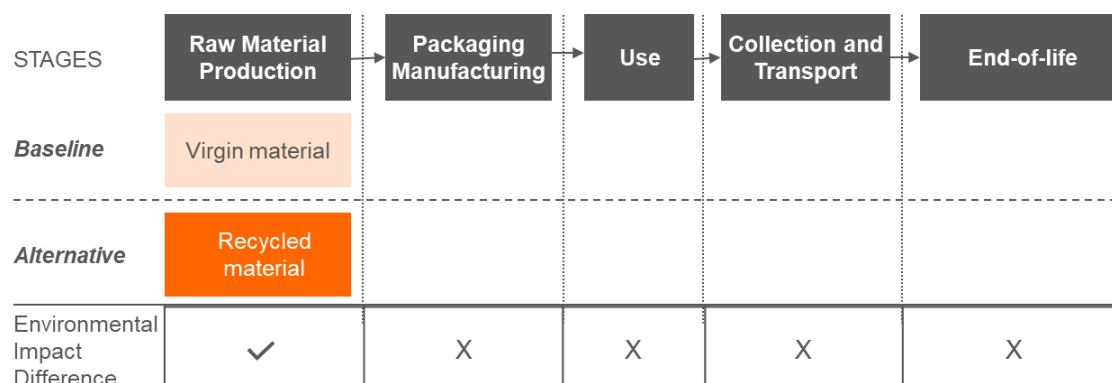 STAGES
Raw Material
Production
Packaging
Manufacturing
Use
Collection and
Transport
End-of-life
Baseline
Virgin material
Alternative
Recycled
material
Environmental
Impact
Difference
✓
X
X
X
X